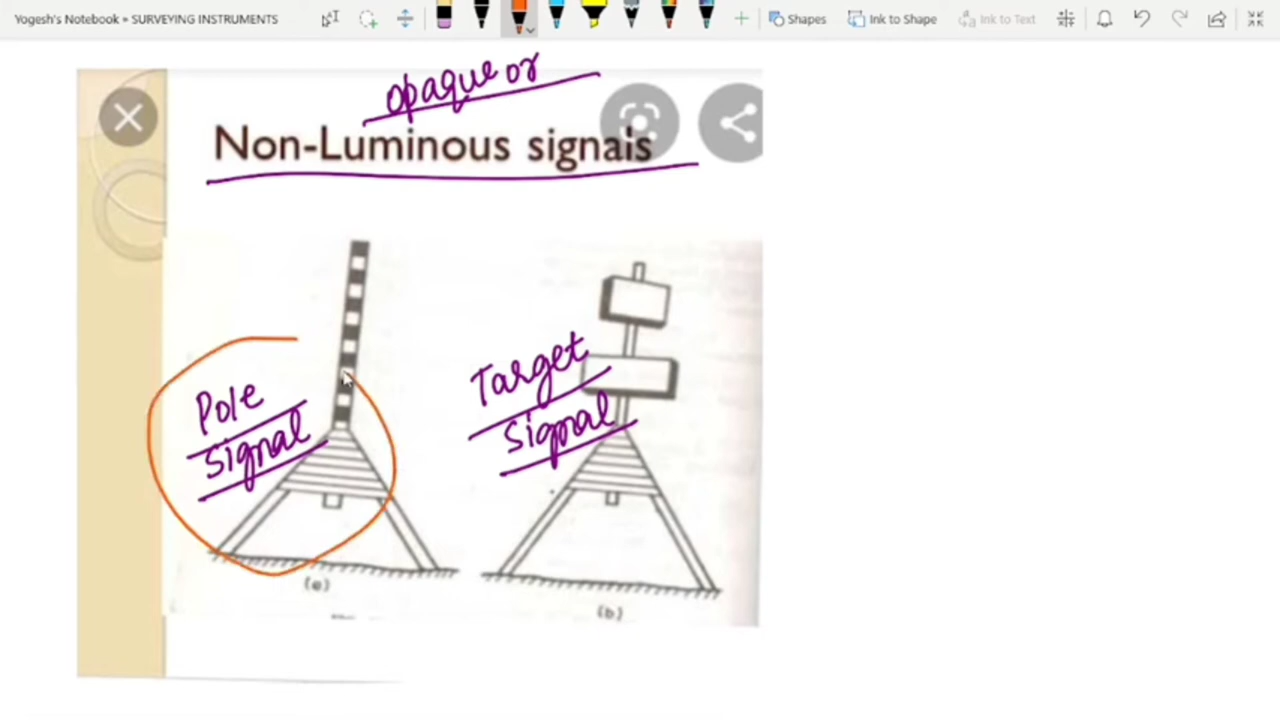 Yogesh's Notebook » SURVEYING INSTRUMENTS
Shapes
Ink to Shape
Ink to Text
opaque or
Non-Luminous signals
Pole
Signal
Target
Signal
(a)
(b)